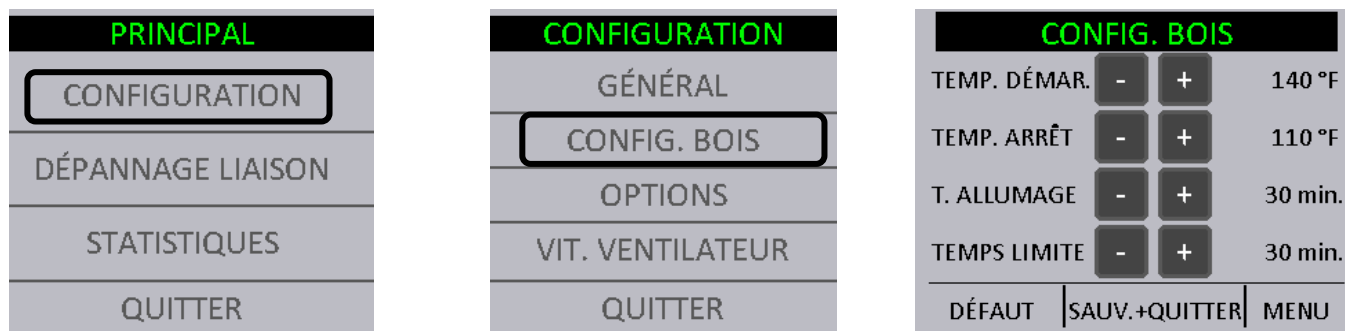 PRINCIPAL
CONFIGURATION
DÉPANNAGE LIAISON
STATISTIQUES
QUITTER
CONFIGURATION
GÉNÉRAL
CONFIG. BOIS
OPTIONS
VIT. VENTILATEUR
QUITTER
CONFIG. BOIS
TEMP. DÉMAR. - + 140 °F
TEMP. ARRÊT - + 110 °F
T. ALLUMAGE - + 30 min.
TEMPS LIMITE - + 30 min.
DÉFAUT SAUV.+QUITTER MENU